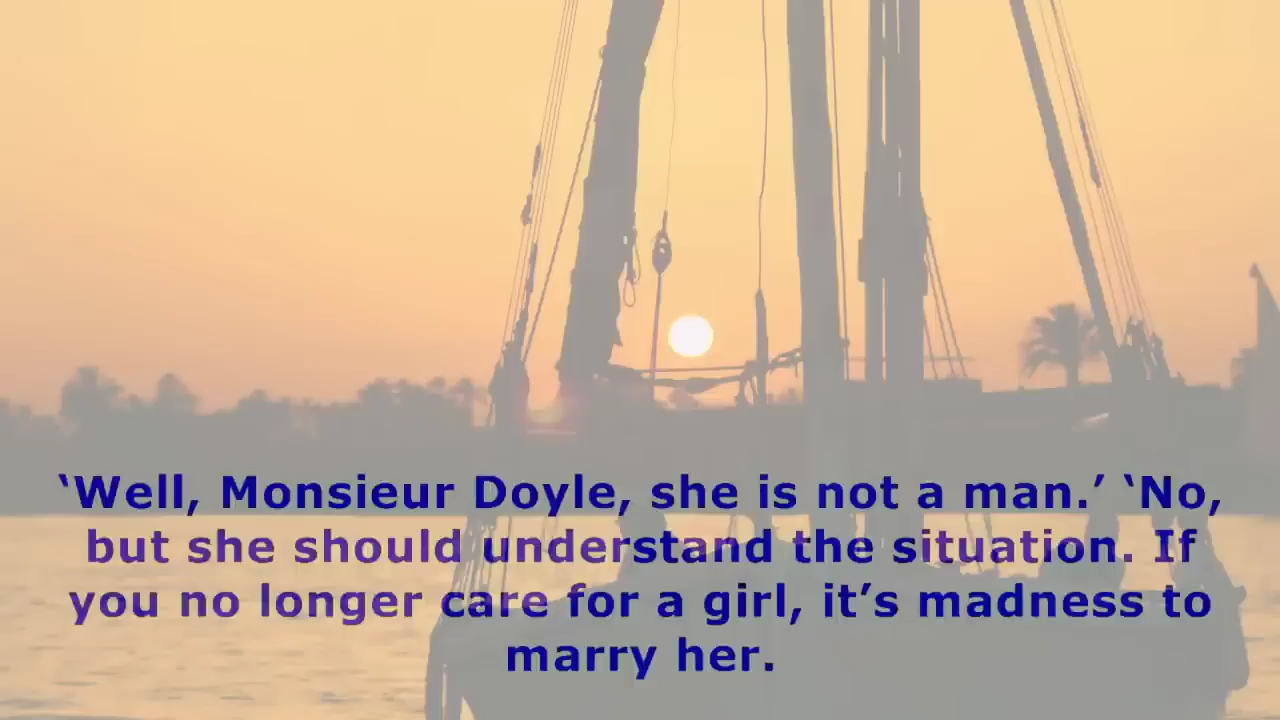 ‘Well, Monsieur Doyle, she is not a man.’ ‘No,
but she should understand the situation. If
you no longer care for a girl, it’s madness to
marry her.